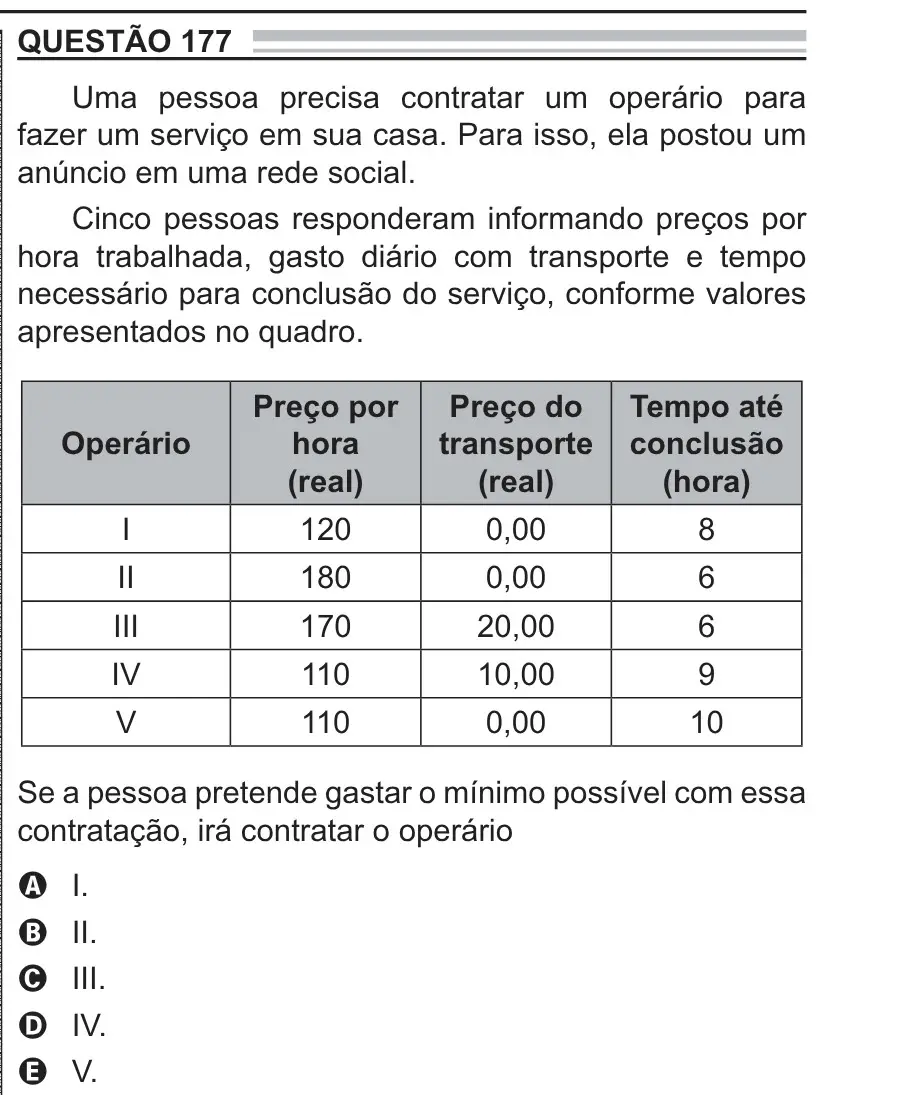 QUESTÃO 177
Uma pessoa precisa contratar um operário para
fazer um serviço em sua casa. Para isso, ela postou um
anúncio em uma rede social.
Cinco pessoas responderam informando preços por
hora trabalhada, gasto diário com transporte e tempo
necessário para conclusão do serviço, conforme valores
apresentados no quadro.
Operário Preço por hora (real) Preço do transporte (real) Tempo até conclusão (hora)
I 120 0,00 8
II 180 0,00 6
III 170 20,00 6
IV 110 10,00 9
V 110 0,00 10
Se a pessoa pretende gastar o mínimo possível com essa
contratação, irá contratar o operário
A I.
B II.
C III.
D IV.
E V.